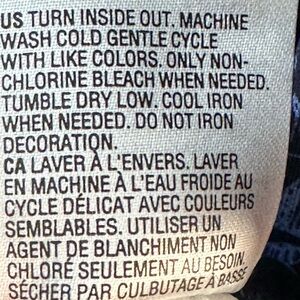 US TURN INSIDE OUT. MACHINE
WASH COLD GENTLE CYCLE
WITH LIKE COLORS. ONLY NON-
CHLORINE BLEACH WHEN NEEDED.
TUMBLE DRY LOW. COOL IRON
WHEN NEEDED. DO NOT IRON
DECORATION.
CA LAVER À L'ENVERS. LAVER
EN MACHINE À L'EAU FROIDE AU
CYCLE DÉLICAT AVEC COULEURS
SEMBLABLES. UTILISER UN
AGENT DE BLANCHIMENT NON
CHLORÉ SEULEMENT AU BESOIN.
SÉCHER PAR CULBUTAGE À BASSE